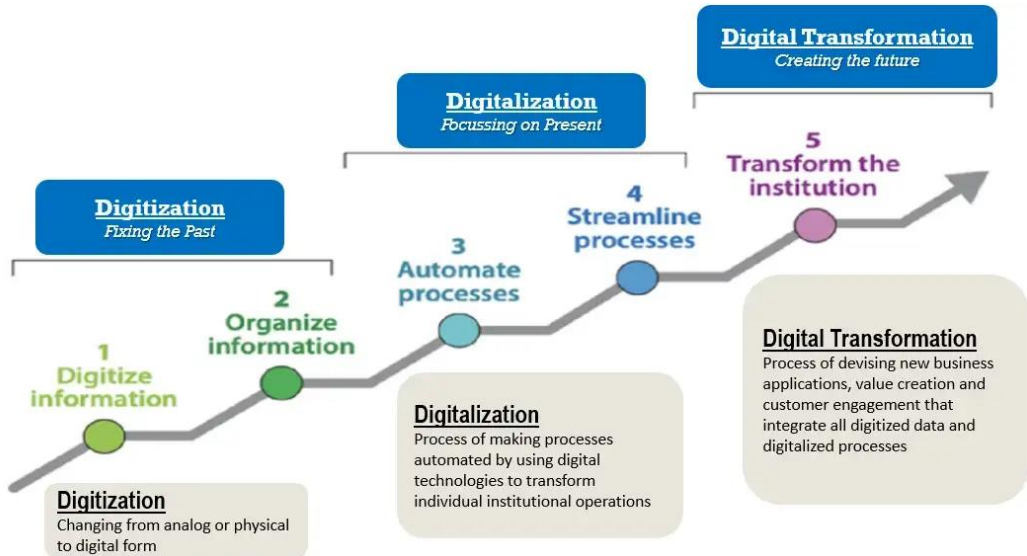 Digital Transformation
Creating the future
Digitalization
Focussing on Present
Digitization
Fixing the Past
1
Digitize
information
2
Organize
information
3
Automate
processes
4
Streamline
processes
5
Transform the
institution
Digitization
Changing from analog or physical
to digital form
Digitalization
Process of making processes
automated by using digital
technologies to transform
individual institutional operations
Digital Transformation
Process of devising new business
applications, value creation and
customer engagement that
integrate all digitized data and
digitalized processes